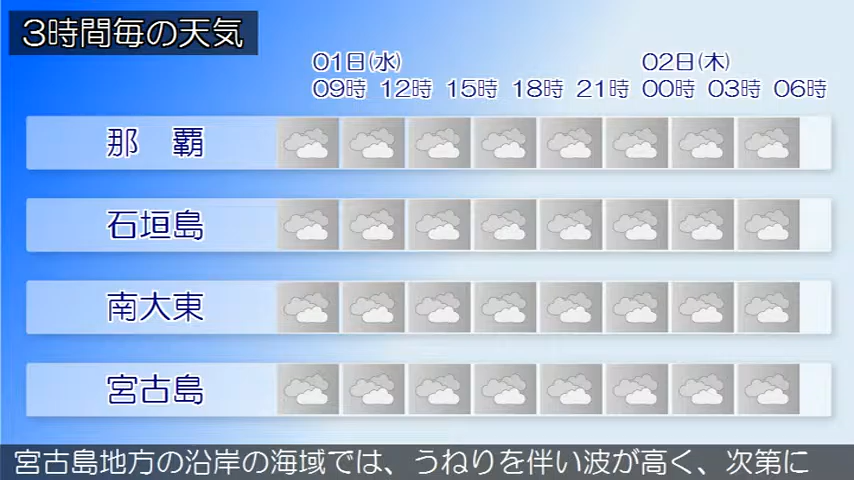 3時間毎の天気
01日(水) 02日(木)
09時 12時 15時 18時 21時 00時 03時 06時
那 覇
石垣島
南大東
宮古島
宮古島地方の沿岸の海域では、うねりを伴い波が高く、次第に